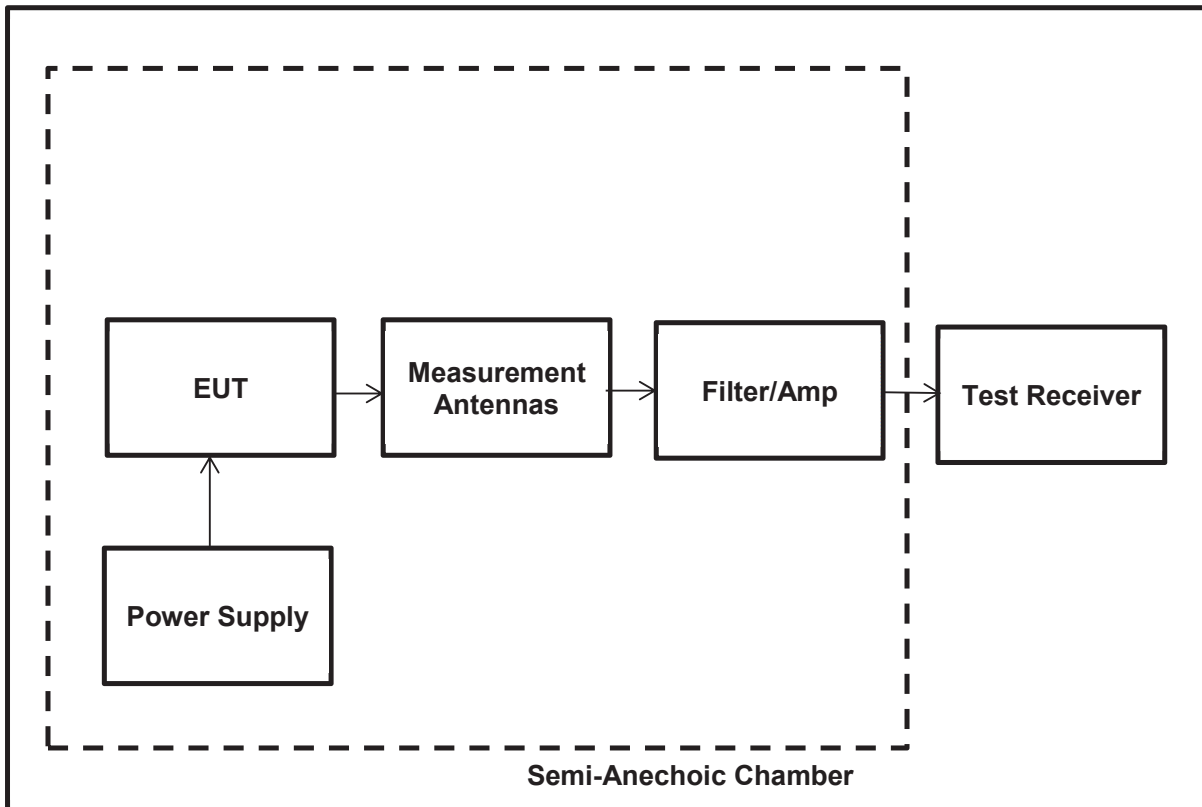 EUT
Measurement
Antennas
Filter/Amp
Test Receiver
Power Supply
Semi-Anechoic Chamber